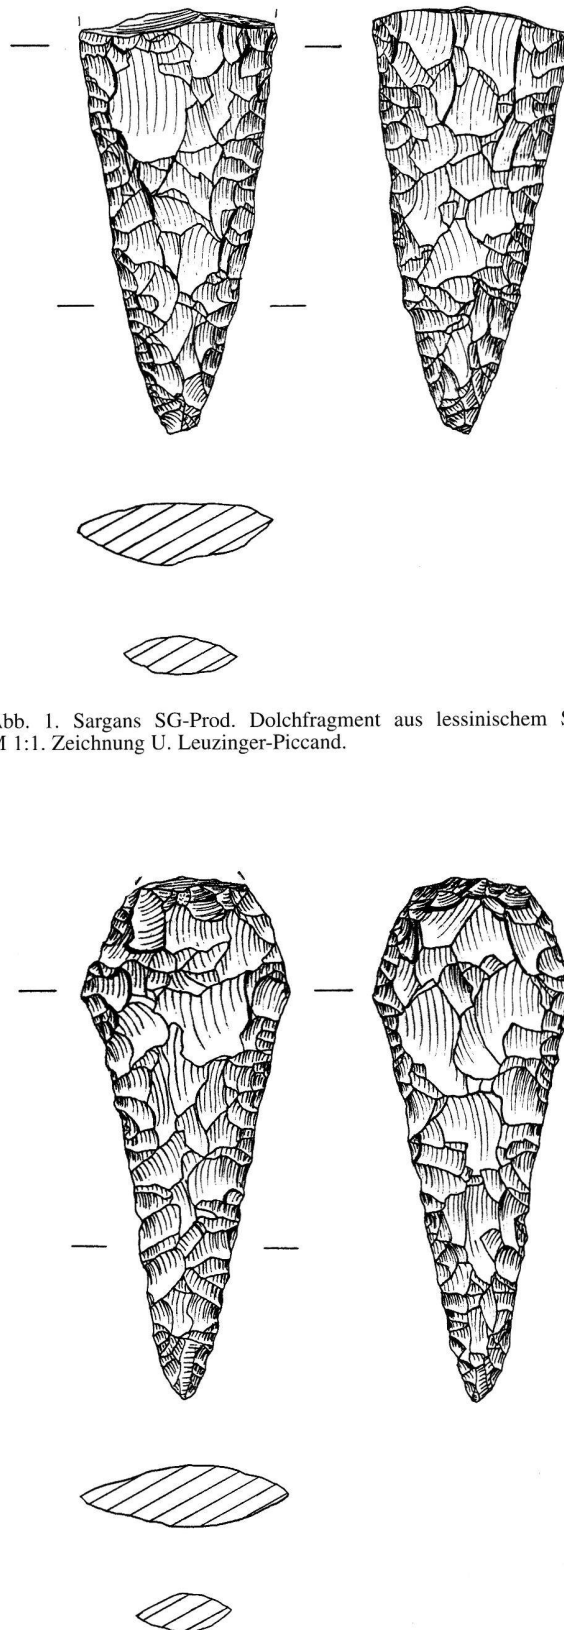 Abb. 1. Sargans SG-Prod. Dolchfragment aus lessinischem
M 1:1. Zeichnung U. Leuzinger-Piccand.